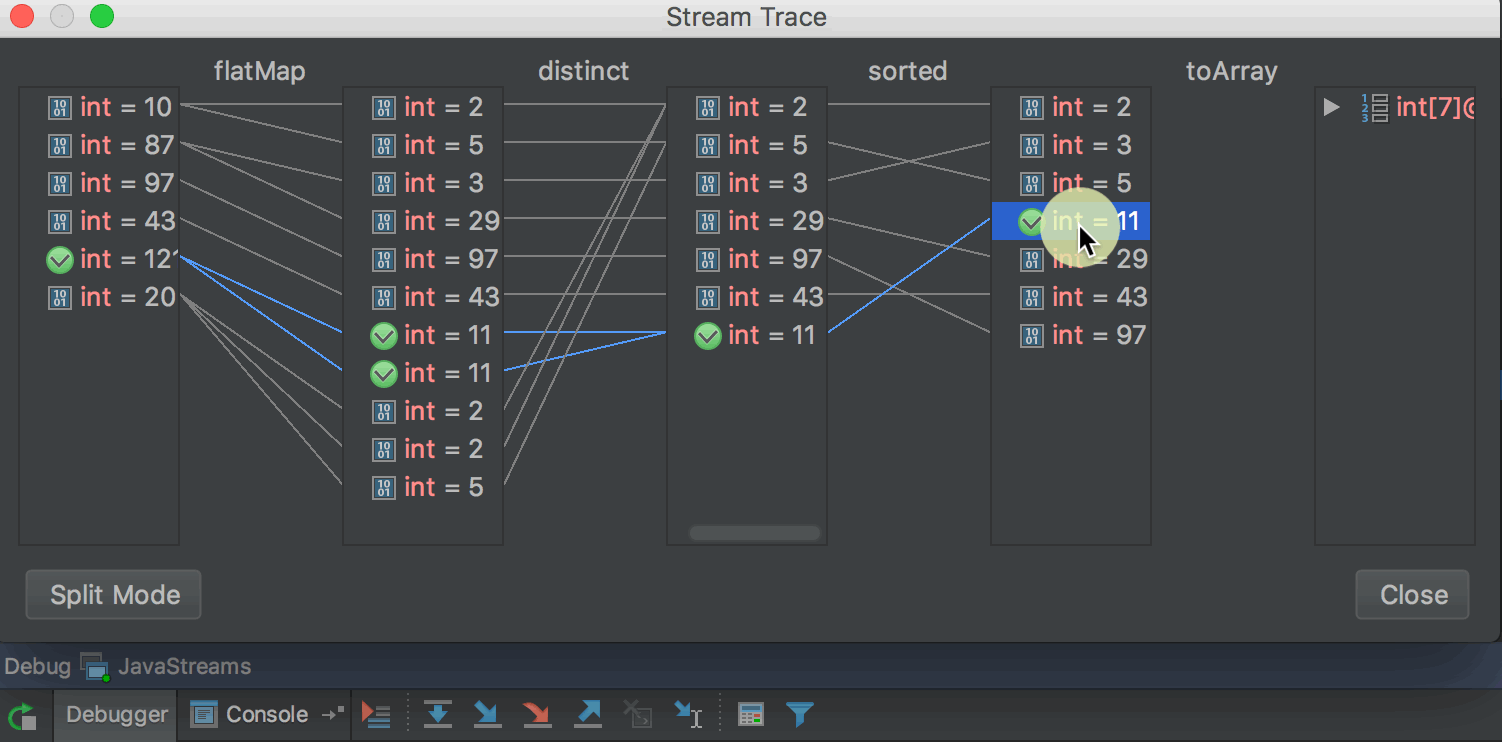 Stream Trace
flatMap distinct sorted toArray
int = 10 int = 2 int = 2 int = 2 int[7]@
int = 87 int = 5 int = 5 int = 3
int = 97 int = 3 int = 3 int = 5
int = 43 int = 29 int = 29 int = 11
int = 121 int = 97 int = 97 int = 29
int = 20 int = 43 int = 43 int = 43
int = 11 int = 11 int = 97
int = 11
int = 2
int = 2
int = 5
Split Mode Close
Debug JavaStreams
Debugger Console